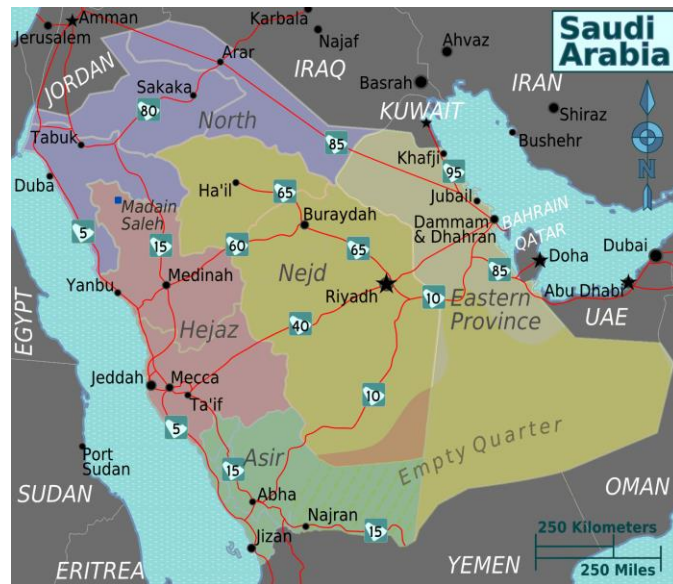 Saudi
Arabia
Amman
Jerusalem
Karbala
Najaf
Ahvaz
Arar
IRAQ
JORDAN
Basrah
IRAN
Sakaka
KUWAIT
Shiraz
80
North
Bushehr
Tabuk
85
N
Khafji
95
Duba
Ha'il
65
Jubail
Madain
Saleh
Buraydah
Dammam
& Dhahran
BAHRAIN
5
15
60
65
QATAR
Dubai
Doha
Medinah
Nejd
85
Yanbu
Riyadh
10
Abu Dhabi
Eastern
Province
EGYPT
UAE
Hejaz
40
Jeddah
Mecca
Ta'if
10
5
Asir
Empty Quarter
Port
Sudan
15
SUDAN
Abha
OMAN
Najran
15
250 Kilometers
Jizan
250 Miles
ERITREA
YEMEN